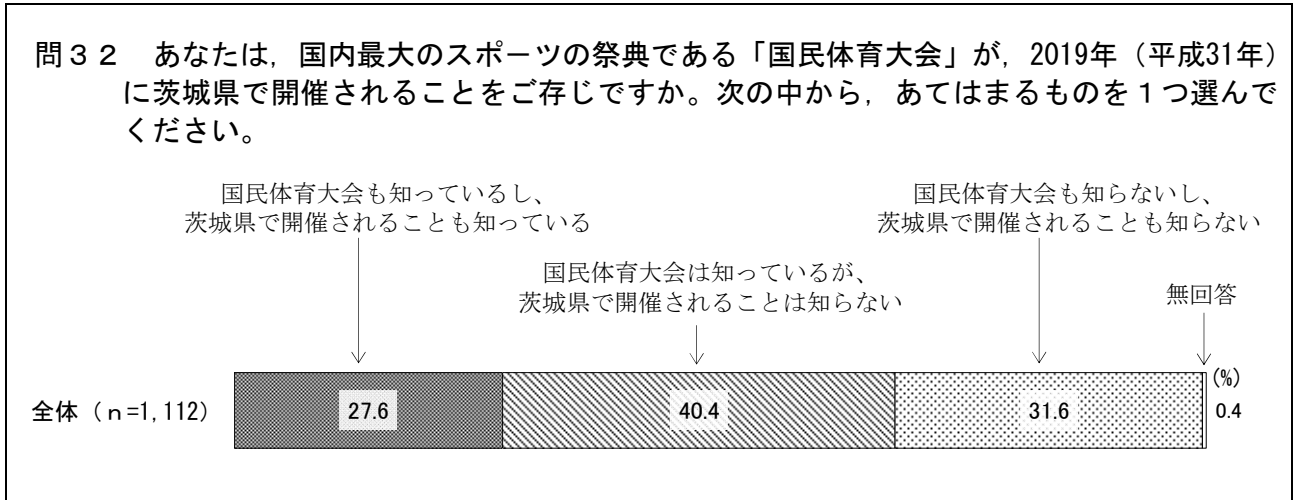 問３２　あなたは，国内最大のスポーツの祭典である「国民体育大会」が，2019年（平成31年）
に茨城県で開催されることをご存じですか。次の中から，あてはまるものを１つ選んで
ください。
国民体育大会も知っているし、
茨城県で開催されることも知っている
国民体育大会も知らないし、
茨城県で開催されることも知らない
国民体育大会は知っているが、
茨城県で開催されることは知らない
無回答
(%)
全体（ｎ=1,112） 27.6 40.4 31.6 0.4